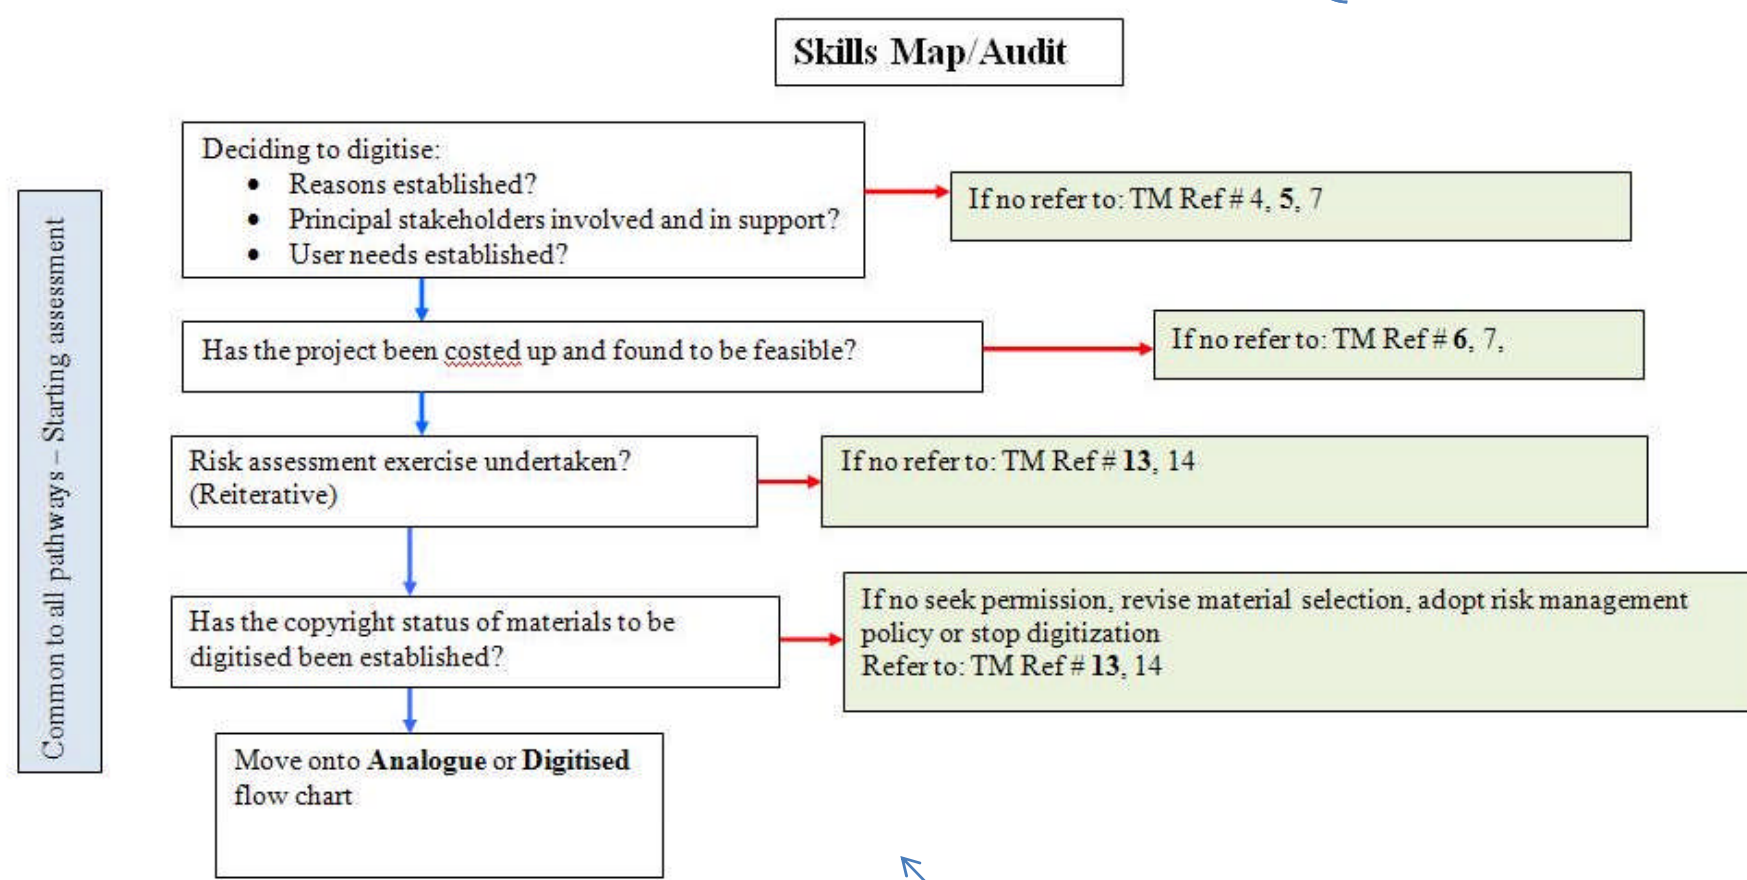 Skills Map/Audit
Common to all pathways – Starting assessment
Deciding to digitise:
• Reasons established?
• Principal stakeholders involved and in support?
• User needs established?
If no refer to: TM Ref # 4, 5, 7
Has the project been costed up and found to be feasible?
If no refer to: TM Ref # 6, 7,
Risk assessment exercise undertaken?
(Reiterative)
If no refer to: TM Ref # 13, 14
Has the copyright status of materials to be
digitised been established?
If no seek permission, revise material selection, adopt risk management
policy or stop digitization
Refer to: TM Ref # 13, 14
Move onto Analogue or Digitised
flow chart